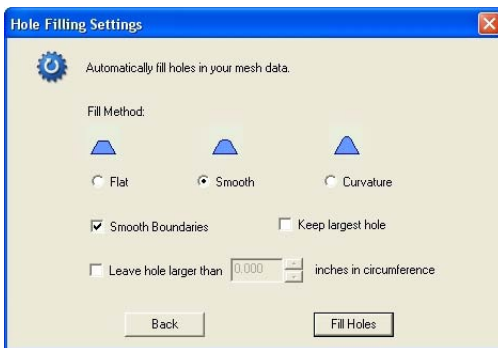 Hole Filling Settings
Automatically fill holes in your mesh data.
Fill Method:
Flat Smooth Curvature
Smooth Boundaries Keep largest hole
Leave hole larger than 0.000 inches in circumference
Back Fill Holes